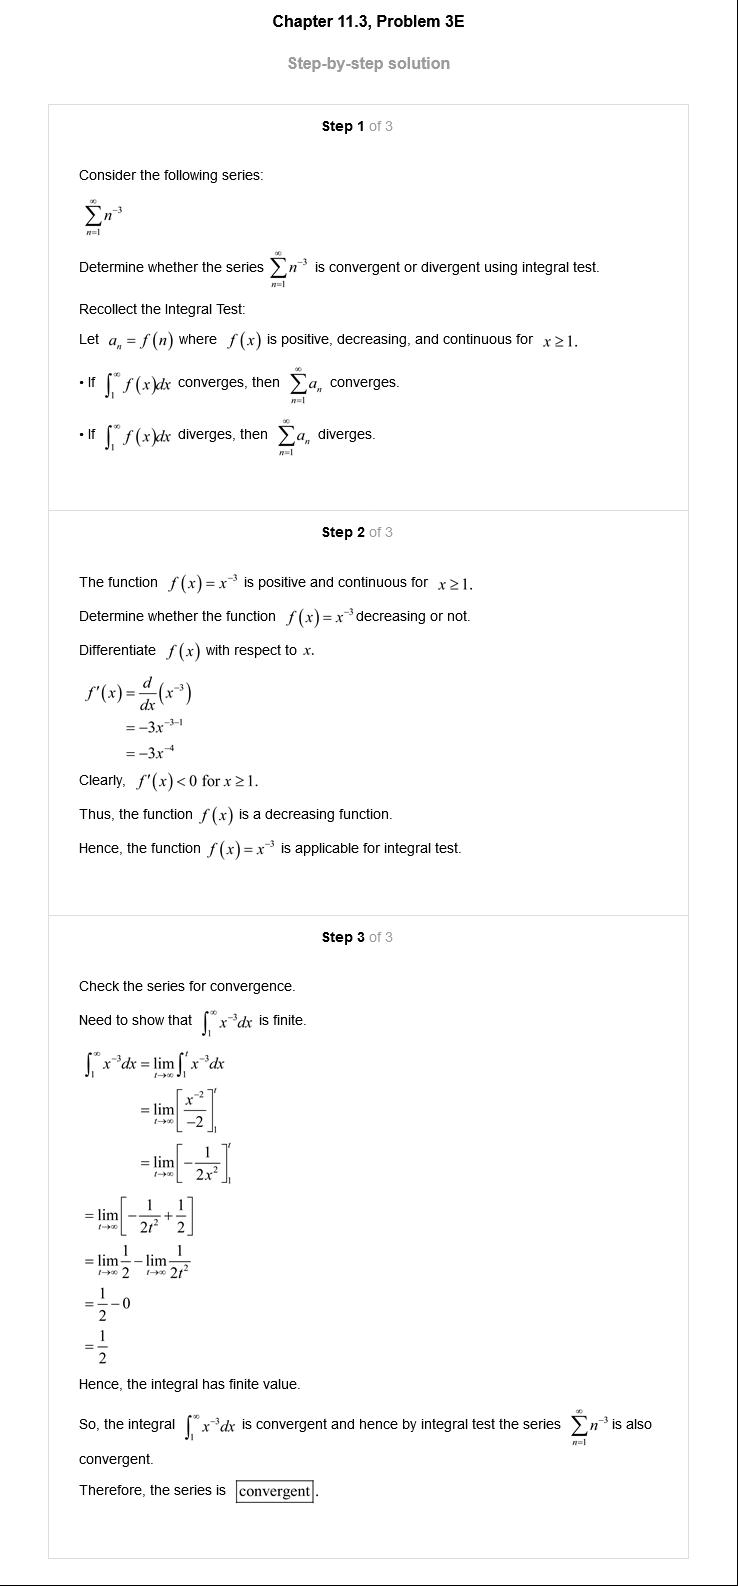 Chapter 11.3, Problem 3E
Step-by-step solution
Step 1 of 3
Consider the following series:
$\sum_{n=1}^{\infty} n^{-3}$
Determine whether the series $\sum_{n=1}^{\infty} n^{-3}$ is convergent or divergent using integral test.
Recollect the Integral Test:
Let $a_n = f(n)$ where $f(x)$ is positive, decreasing, and continuous for $x \geq 1$.
• If $\int_1^{\infty} f(x)dx$ converges, then $\sum_{n=1}^{\infty} a_n$ converges.
• If $\int_1^{\infty} f(x)dx$ diverges, then $\sum_{n=1}^{\infty} a_n$ diverges.
Step 2 of 3
The function $f(x) = x^{-3}$ is positive and continuous for $x \geq 1$.
Determine whether the function $f(x) = x^{-3}$ decreasing or not.
Differentiate $f(x)$ with respect to $x$.
$f'(x) = \frac{d}{dx}(x^{-3})$
$= -3x^{-3-1}$
$= -3x^{-4}$
Clearly, $f'(x) < 0$ for $x \geq 1$.
Thus, the function $f(x)$ is a decreasing function.
Hence, the function $f(x) = x^{-3}$ is applicable for integral test.
Step 3 of 3
Check the series for convergence.
Need to show that $\int_1^{\infty} x^{-3}dx$ is finite.
$\int_1^{\infty} x^{-3}dx = \lim_{t \to \infty} \int_1^t x^{-3}dx$
$= \lim_{t \to \infty} \left[ \frac{x^{-2}}{-2} \right]_1^t$
$= \lim_{t \to \infty} \left[ -\frac{1}{2x^2} \right]_1^t$
$= \lim_{t \to \infty} \left[ -\frac{1}{2t^2} + \frac{1}{2} \right]$
$= \lim_{t \to \infty} \frac{1}{2} - \lim_{t \to \infty} \frac{1}{2t^2}$
$= \frac{1}{2} - 0$
$= \frac{1}{2}$
Hence, the integral has finite value.
So, the integral $\int_1^{\infty} x^{-3}dx$ is convergent and hence by integral test the series $\sum_{n=1}^{\infty} n^{-3}$ is also
convergent.
Therefore, the series is convergent.